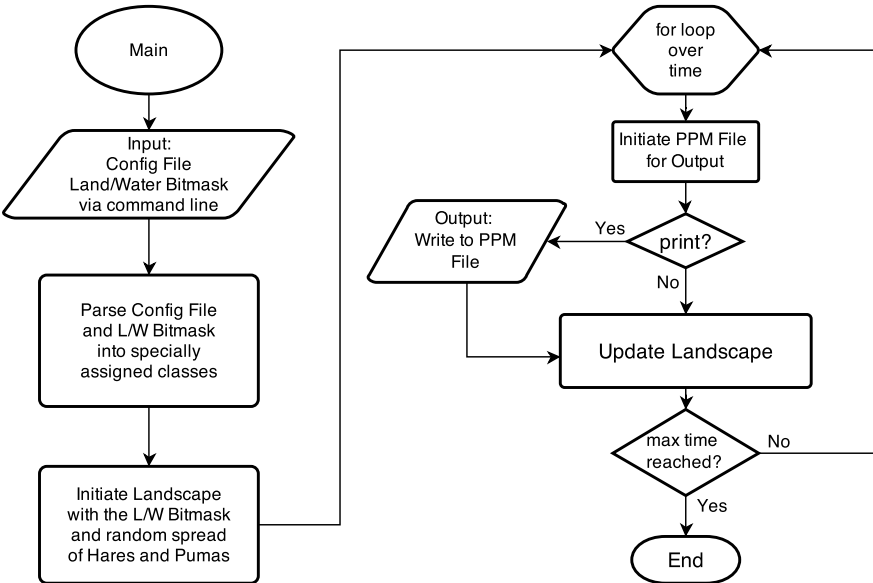 Main
Input:
Config File
Land/Water Bitmask
via command line
Parse Config File
and L/W Bitmask
into specially
assigned classes
Initiate Landscape
with the L/W Bitmask
and random spread
of Hares and Pumas
for loop
over
time
Initiate PPM File
for Output
print?
Yes
Output:
Write to PPM
File
No
Update Landscape
max time
reached?
No
Yes
End